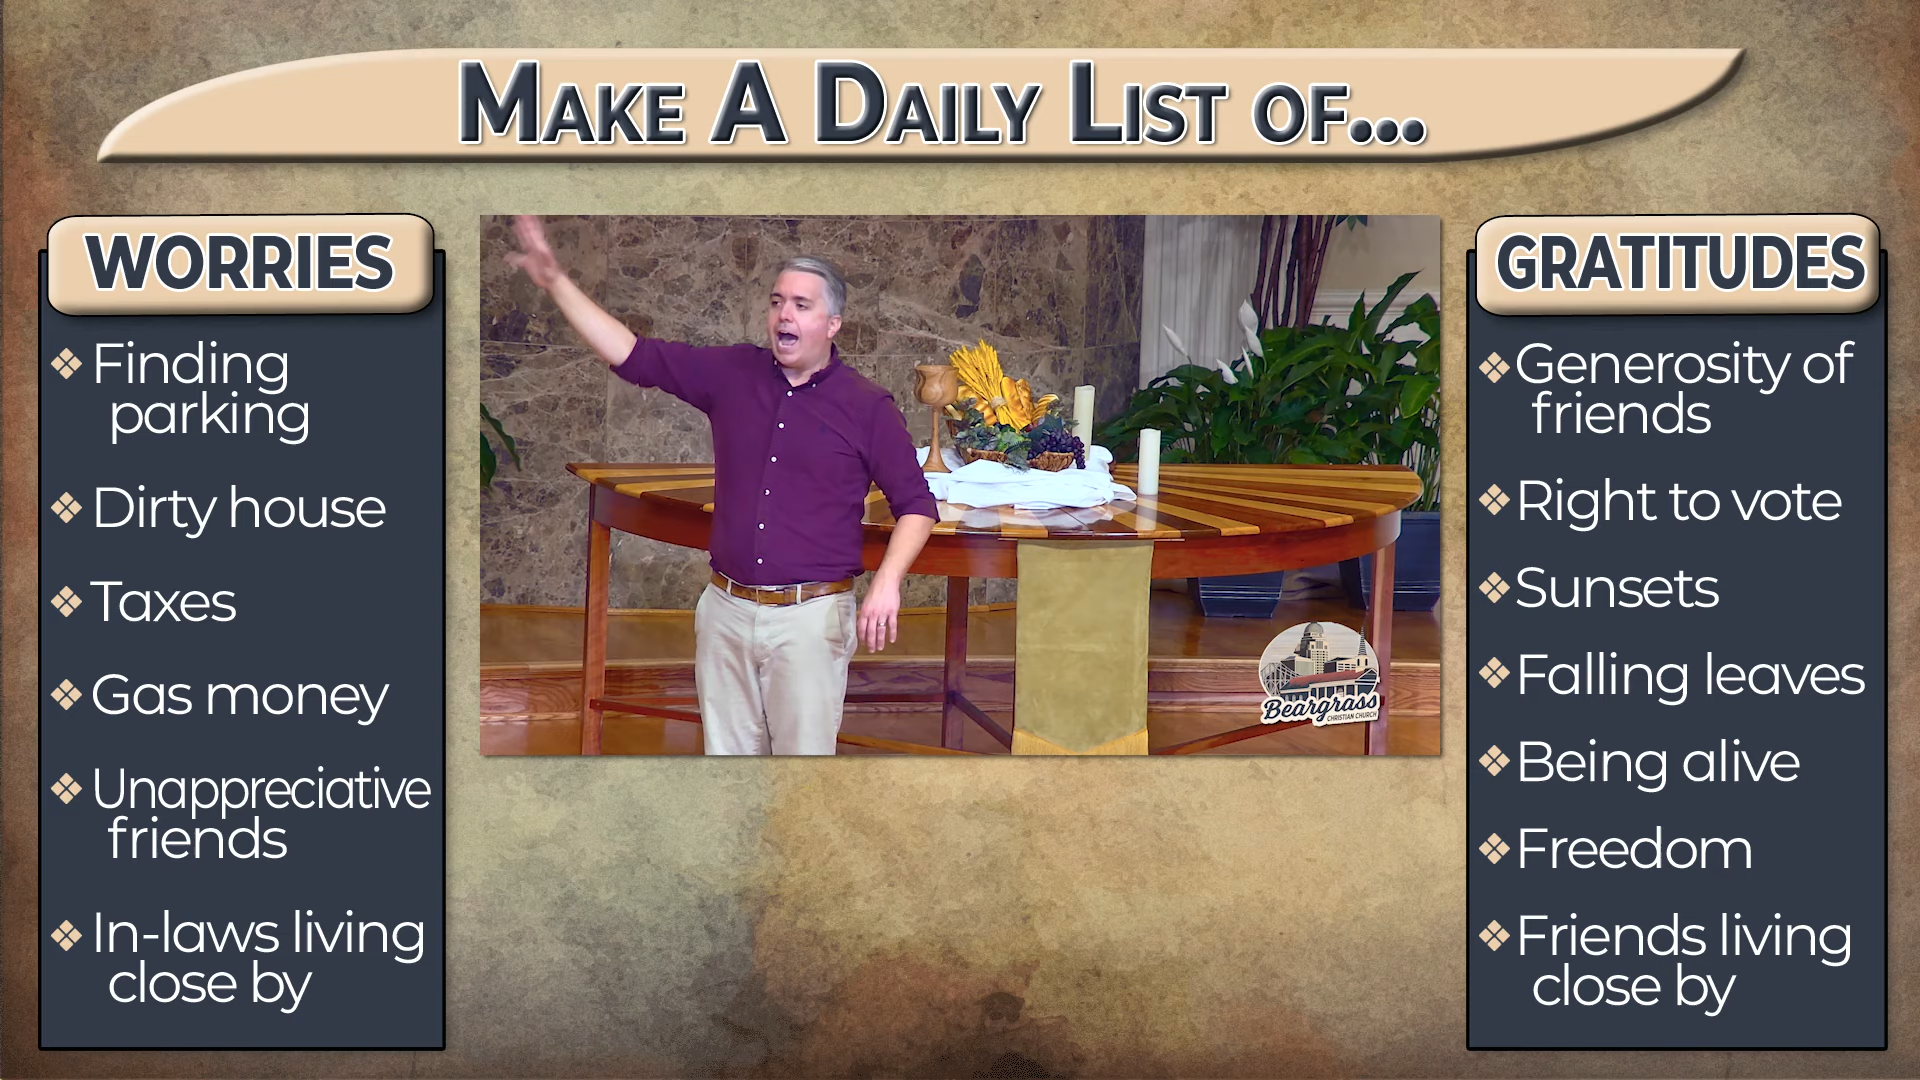 Make A Daily List of...
WORRIES
Finding
parking
Dirty house
Taxes
Gas money
Unappreciative
friends
In-laws living
close by
Beargrass
CHRISTIAN CHURCH
GRATITUDES
Generosity of
friends
Right to vote
Sunsets
Falling leaves
Being alive
Freedom
Friends living
close by